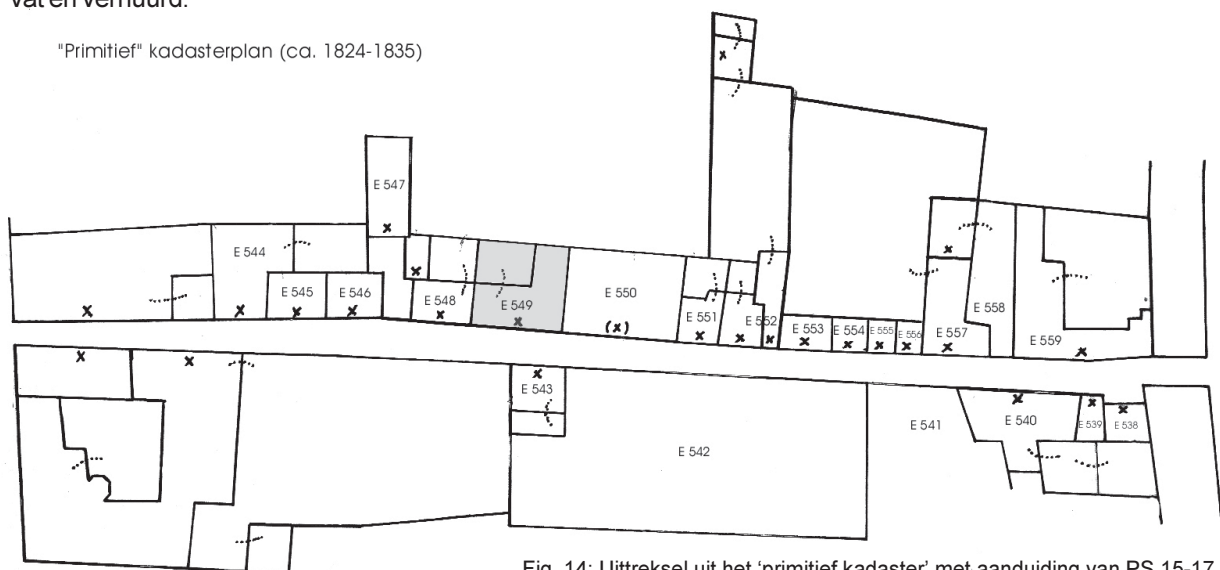 vat en verhuurd.
"Primitief" kadasterplan (ca. 1824-1835)
E 547
E 544
E 545
E 546
E 548
E 549
E 550
(x)
E 551
E 552
E 553
E 554
E 555
E 556
E 557
E 558
E 559
E 543
E 542
E 541
E 540
E 539
E 538
Fig. 14: Uittreksel uit het 'primitief kadaster' met aanduiding van PS 15-17